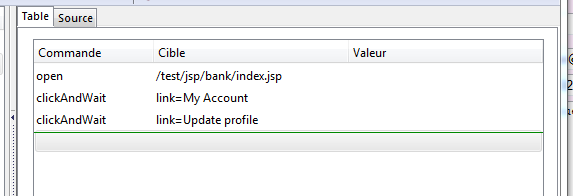 Table Source
Commande Cible Valeur
open /test/jsp/bank/index.jsp
clickAndWait link=My Account
clickAndWait link=Update profile